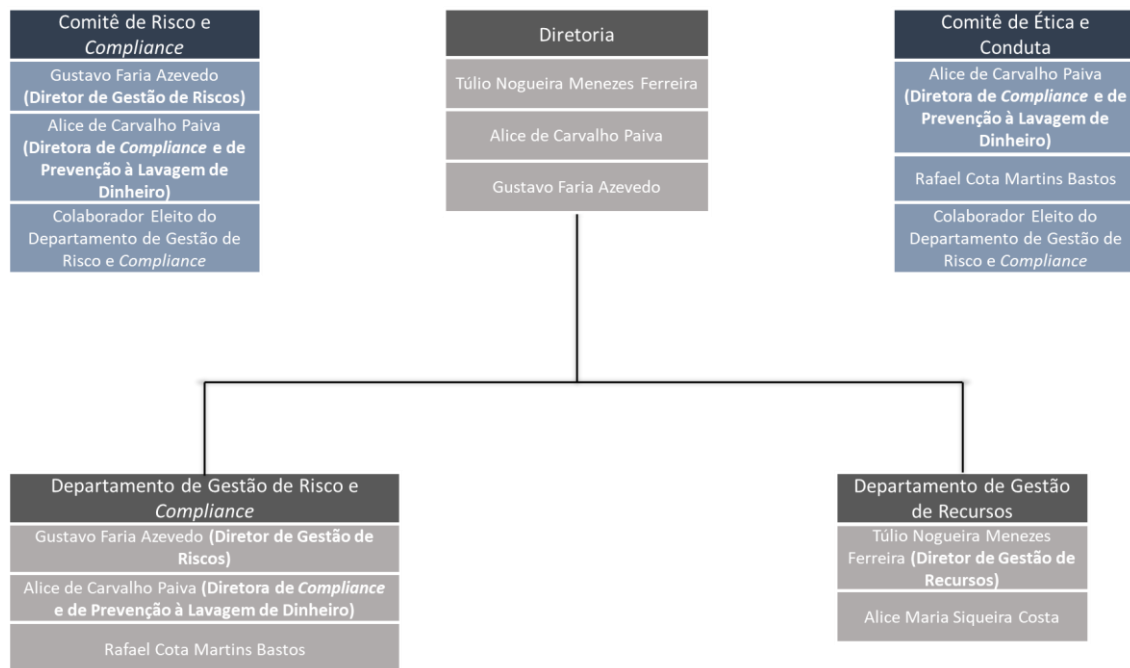 Comitê de Risco e
Compliance
Gustavo Faria Azevedo
(Diretor de Gestão de Riscos)
Alice de Carvalho Paiva
(Diretora de Compliance e de
Prevenção à Lavagem de
Dinheiro)
Colaborador Eleito do
Departamento de Gestão de
Risco e Compliance
Diretoria
Túlio Nogueira Menezes Ferreira
Alice de Carvalho Paiva
Gustavo Faria Azevedo
Comitê de Ética e
Conduta
Alice de Carvalho Paiva
(Diretora de Compliance e de
Prevenção à Lavagem de
Dinheiro)
Rafael Cota Martins Bastos
Colaborador Eleito do
Departamento de Gestão de
Risco e Compliance
Departamento de Gestão de Risco e
Compliance
Gustavo Faria Azevedo (Diretor de Gestão de
Riscos)
Alice de Carvalho Paiva (Diretora de Compliance
e de Prevenção à Lavagem de Dinheiro)
Rafael Cota Martins Bastos
Departamento de Gestão
de Recursos
Túlio Nogueira Menezes
Ferreira (Diretor de Gestão de
Recursos)
Alice Maria Siqueira Costa